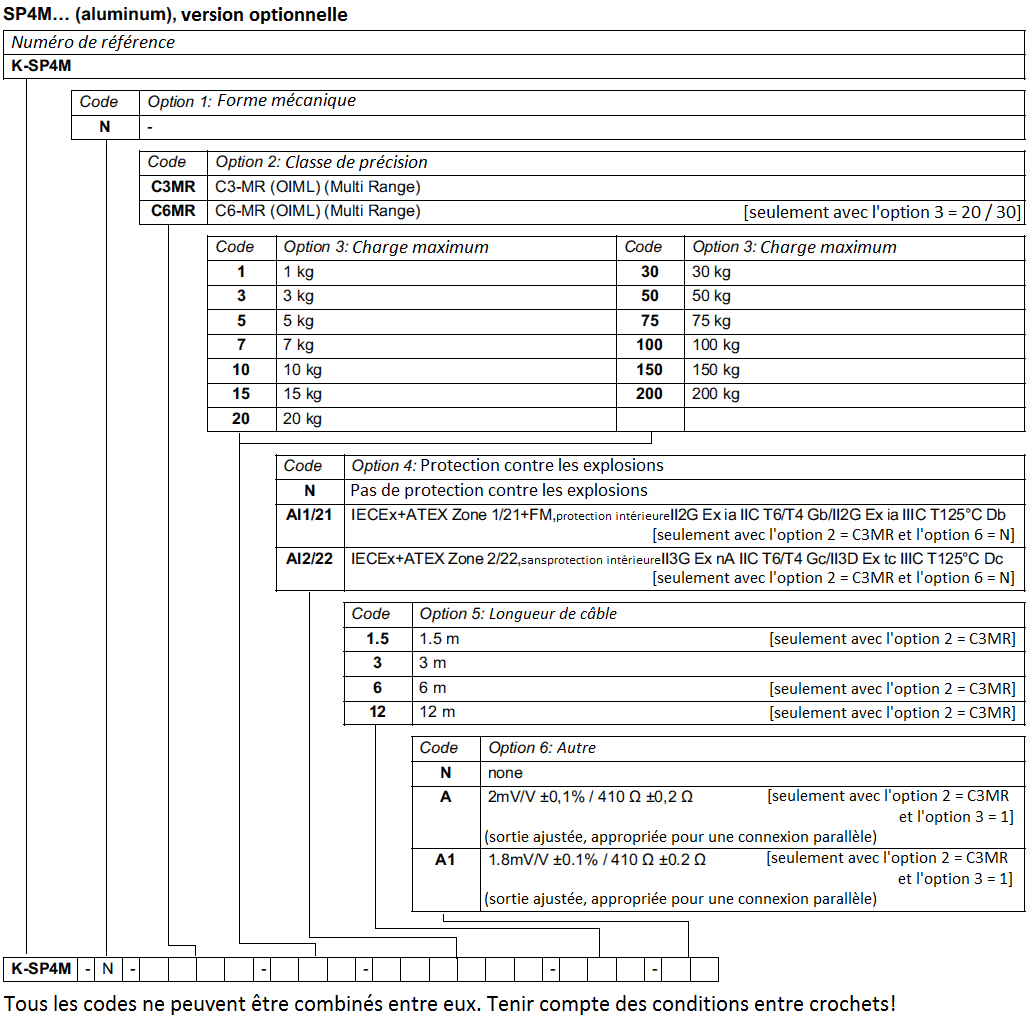 SP4M... (aluminum), version optionnelle
Numéro de référence
K-SP4M
Code Option 1: Forme mécanique
N -
Code Option 2: Classe de précision
C3MR C3-MR (OIML) (Multi Range)
C6MR C6-MR (OIML) (Multi Range) [seulement avec l'option 3 = 20 / 30]
Code Option 3: Charge maximum Code Option 3: Charge maximum
1 1 kg 30 30 kg
3 3 kg 50 50 kg
5 5 kg 75 75 kg
7 7 kg 100 100 kg
10 10 kg 150 150 kg
15 15 kg 200 200 kg
20 20 kg
Code Option 4: Protection contre les explosions
N Pas de protection contre les explosions
AI1/21 IECEx+ATEX Zone 1/21+FM,protection intérieureII2G Ex ia IIC T6/T4 Gb/II2G Ex ia IIIC T125°C Db
[seulement avec l'option 2 = C3MR et l'option 6 = N]
AI2/22 IECEx+ATEX Zone 2/22,sansprotection intérieureII3G Ex nA IIC T6/T4 Gc/II3D Ex tc IIIC T125°C Dc
[seulement avec l'option 2 = C3MR et l'option 6 = N]
Code Option 5: Longueur de câble
1.5 1.5 m [seulement avec l'option 2 = C3MR]
3 3 m
6 6 m [seulement avec l'option 2 = C3MR]
12 12 m [seulement avec l'option 2 = C3MR]
Code Option 6: Autre
N none
A 2mV/V ±0,1% / 410 Ω ±0,2 Ω [seulement avec l'option 2 = C3MR
et l'option 3 = 1]
(sortie ajustée, appropriée pour une connexion parallèle)
A1 1.8mV/V ±0.1% / 410 Ω ±0.2 Ω [seulement avec l'option 2 = C3MR
et l'option 3 = 1]
(sortie ajustée, appropriée pour une connexion parallèle)
K-SP4M - N - - - - -
Tous les codes ne peuvent être combinés entre eux. Tenir compte des conditions entre crochets!